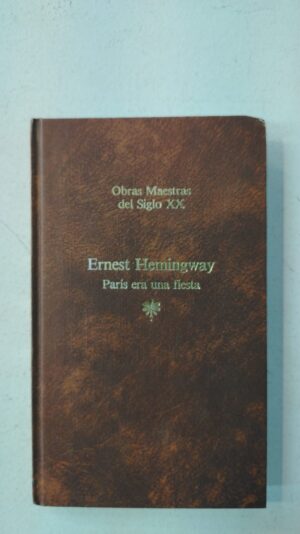 Obras Maestras
del Siglo XX
Ernest Hemingway
París era una fiesta